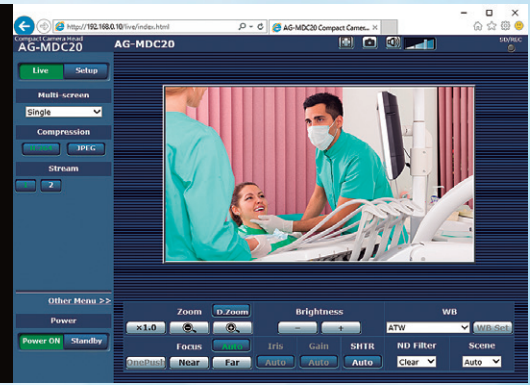 http://192.168.0.10/live/index.html
AG-MDC20 Compact Camer...
Compact Camera Head
AG-MDC20
AG-MDC20
SD/REC
Live Setup
Multi-screen
Single
Compression
JPEG
Stream
1 2
Other Menu >>
Power
Power ON Standby
Zoom D.Zoom Brightness WB
×1.0 - + ATW WB Set
Focus Auto Iris Gain SHTR ND Filter Scene
OnePush Near Far Auto Auto Auto Clear Auto